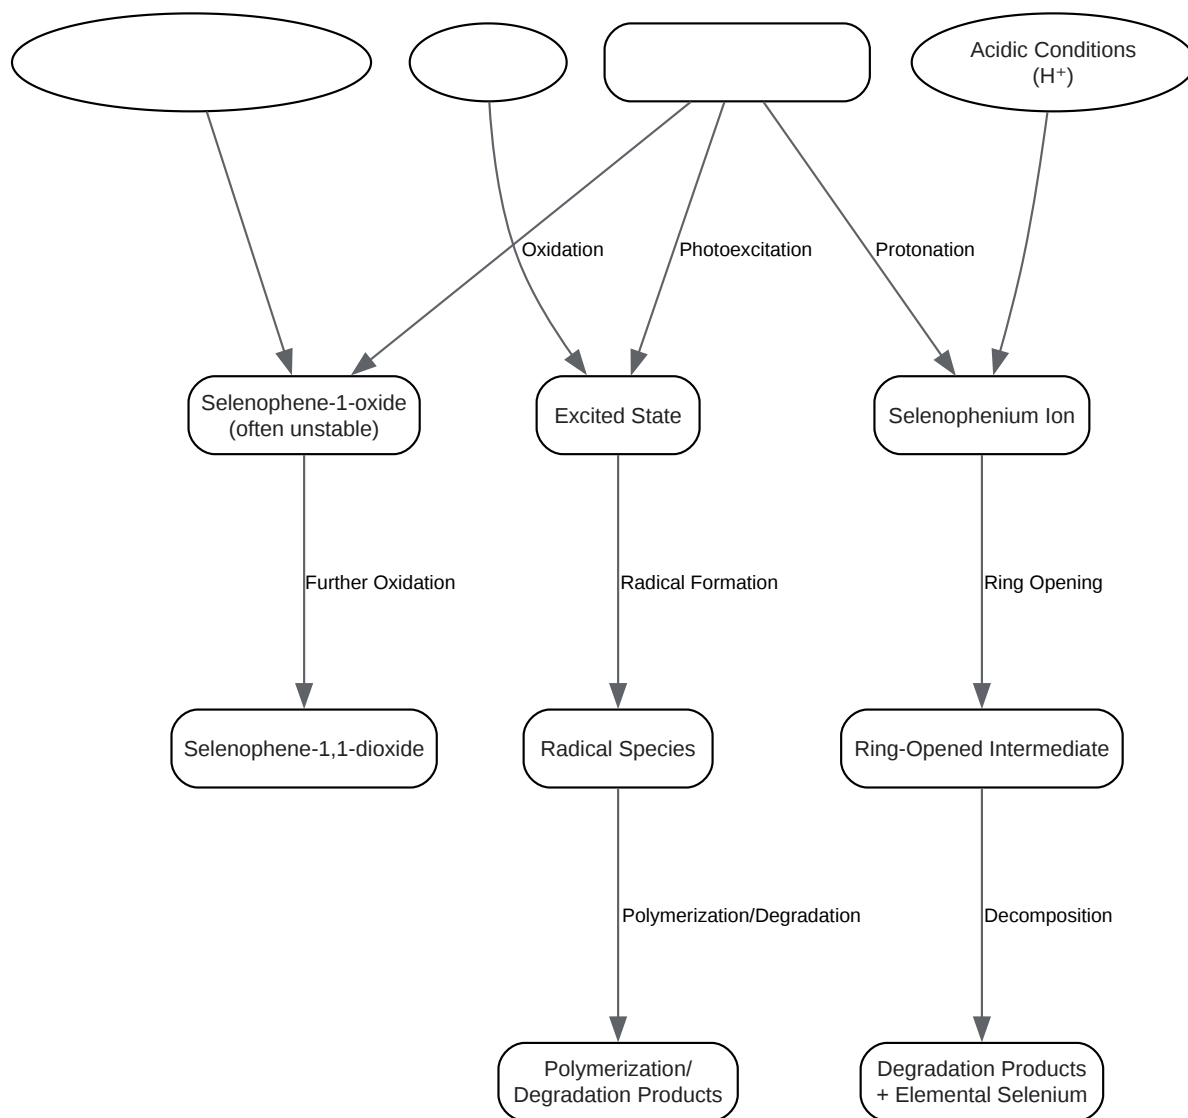 Acidic Conditions
(H⁺)
Oxidation
Photoexcitation
Protonation
Selenophene-1-oxide
(often unstable)
Excited State
Selenophenium Ion
Further Oxidation
Radical Formation
Ring Opening
Selenophene-1,1-dioxide
Radical Species
Ring-Opened Intermediate
Polymerization/Degradation
Decomposition
Polymerization/
Degradation Products
Degradation Products
+ Elemental Selenium